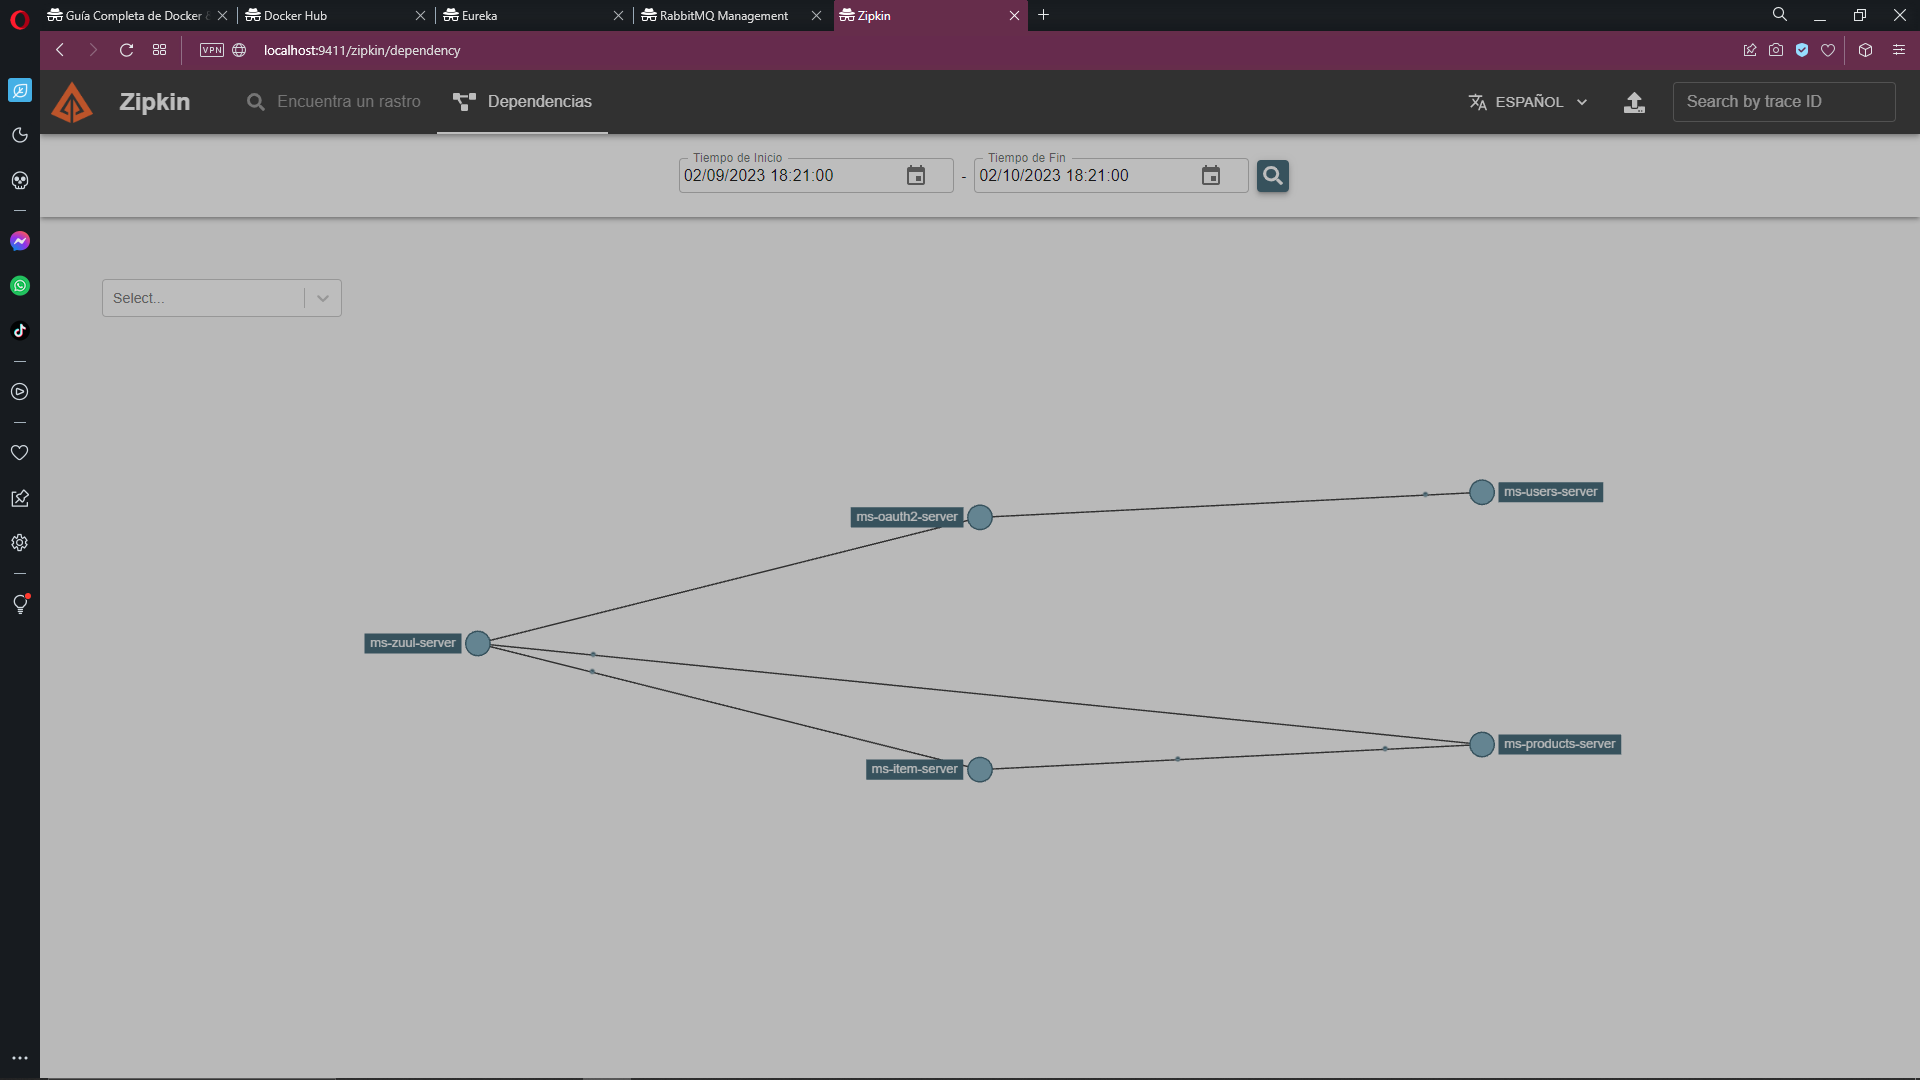 Guía Completa de Docker
Docker Hub
Eureka
RabbitMQ Management
Zipkin
VPN
localhost:9411/zipkin/dependency
Zipkin
Encuentra un rastro
Dependencias
ESPAÑOL
Search by trace ID
Tiempo de Inicio
02/09/2023 18:21:00
-
Tiempo de Fin
02/10/2023 18:21:00
Select...
ms-users-server
ms-oauth2-server
ms-zuul-server
ms-products-server
ms-item-server